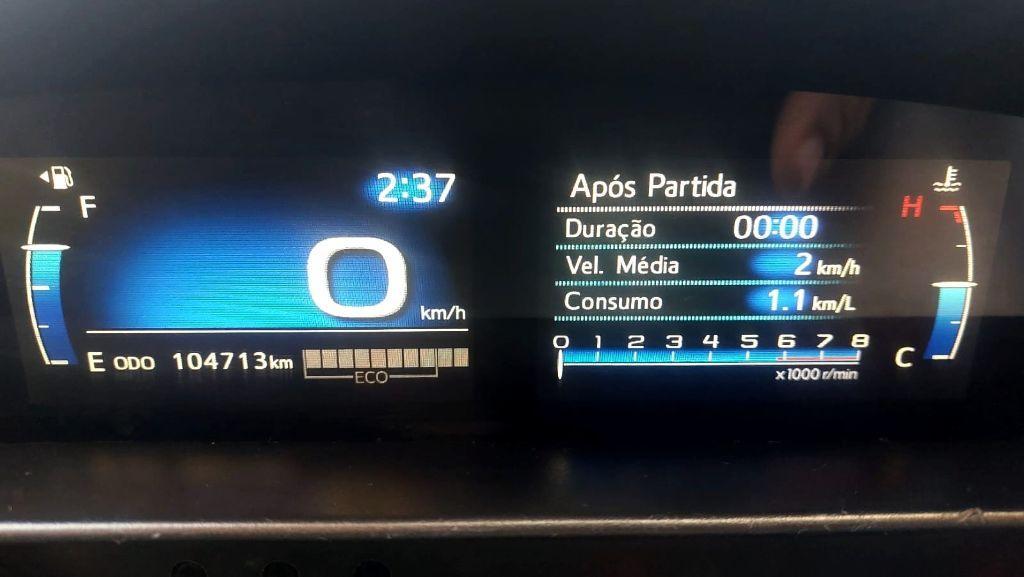 F
2:37
0
km/h
E ODO 104713km
ECO
Após Partida
Duração 00:00
Vel. Média 2 km/h
Consumo 1.1 km/L
0 1 2 3 4 5 6 7 8
x1000 r/min
H
C